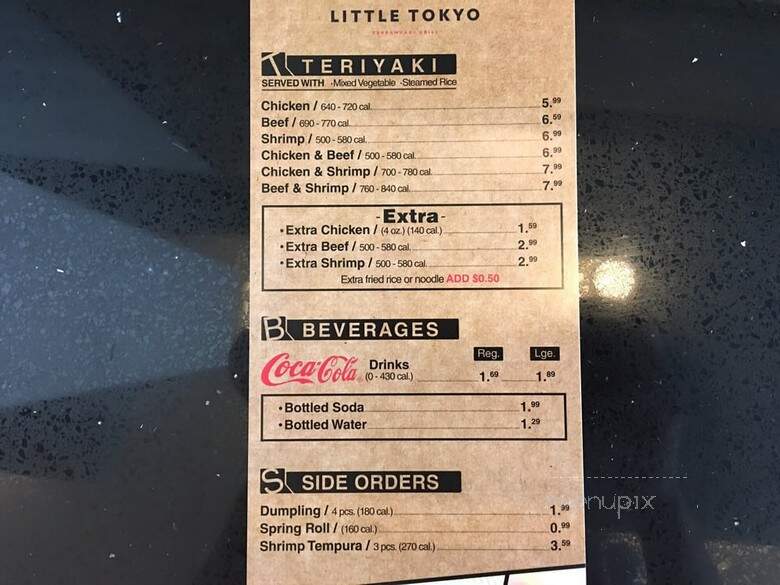 LITTLE TOKYO
TERIYAKI
SERVED WITH •Mixed Vegetable •Steamed Rice
Chicken / 640 - 720 cal. 5.99
Beef / 690 - 770 cal. 6.59
Shrimp / 500 - 580 cal. 6.99
Chicken & Beef / 500 - 580 cal. 6.99
Chicken & Shrimp / 700 - 780 cal. 7.99
Beef & Shrimp / 760 - 840 cal. 7.99
-Extra-
•Extra Chicken / (4 oz.) (140 cal.) 1.59
•Extra Beef / 500 - 580 cal. 2.99
•Extra Shrimp / 500 - 580 cal. 2.99
Extra fried rice or noodle ADD $0.50
B BEVERAGES
Reg. Lge.
Coca-Cola Drinks
(0 - 430 cal.) 1.69 1.89
•Bottled Soda 1.99
•Bottled Water 1.29
S SIDE ORDERS
Dumpling / 4 pcs. (180 cal.) 1.99
Spring Roll / (160 cal.) 0.99
Shrimp Tempura / 3 pcs. (270 cal.) 3.59
menupix